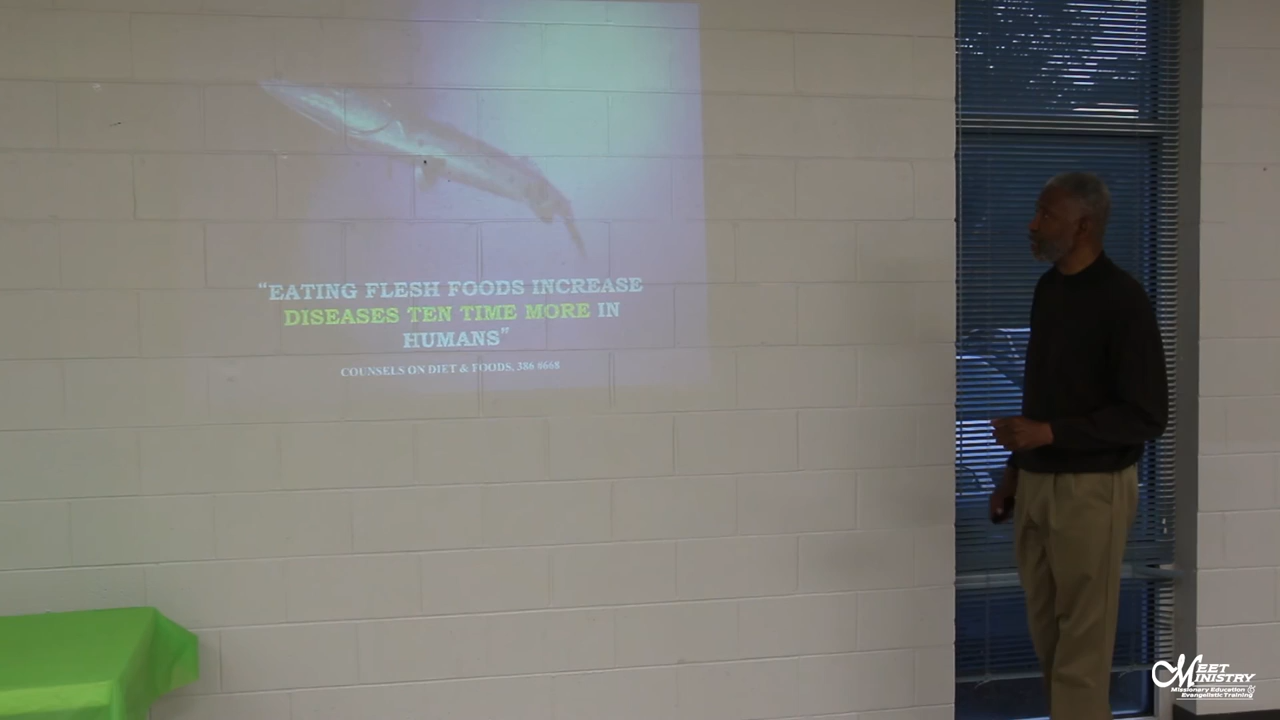 “EATING FLESH FOODS INCREASE
DISEASES TEN TIME MORE IN
HUMANS”
COUNSELS ON DIET & FOODS, 386 #668
MEET
MINISTRY
Missionary Education &
Evangelistic Training